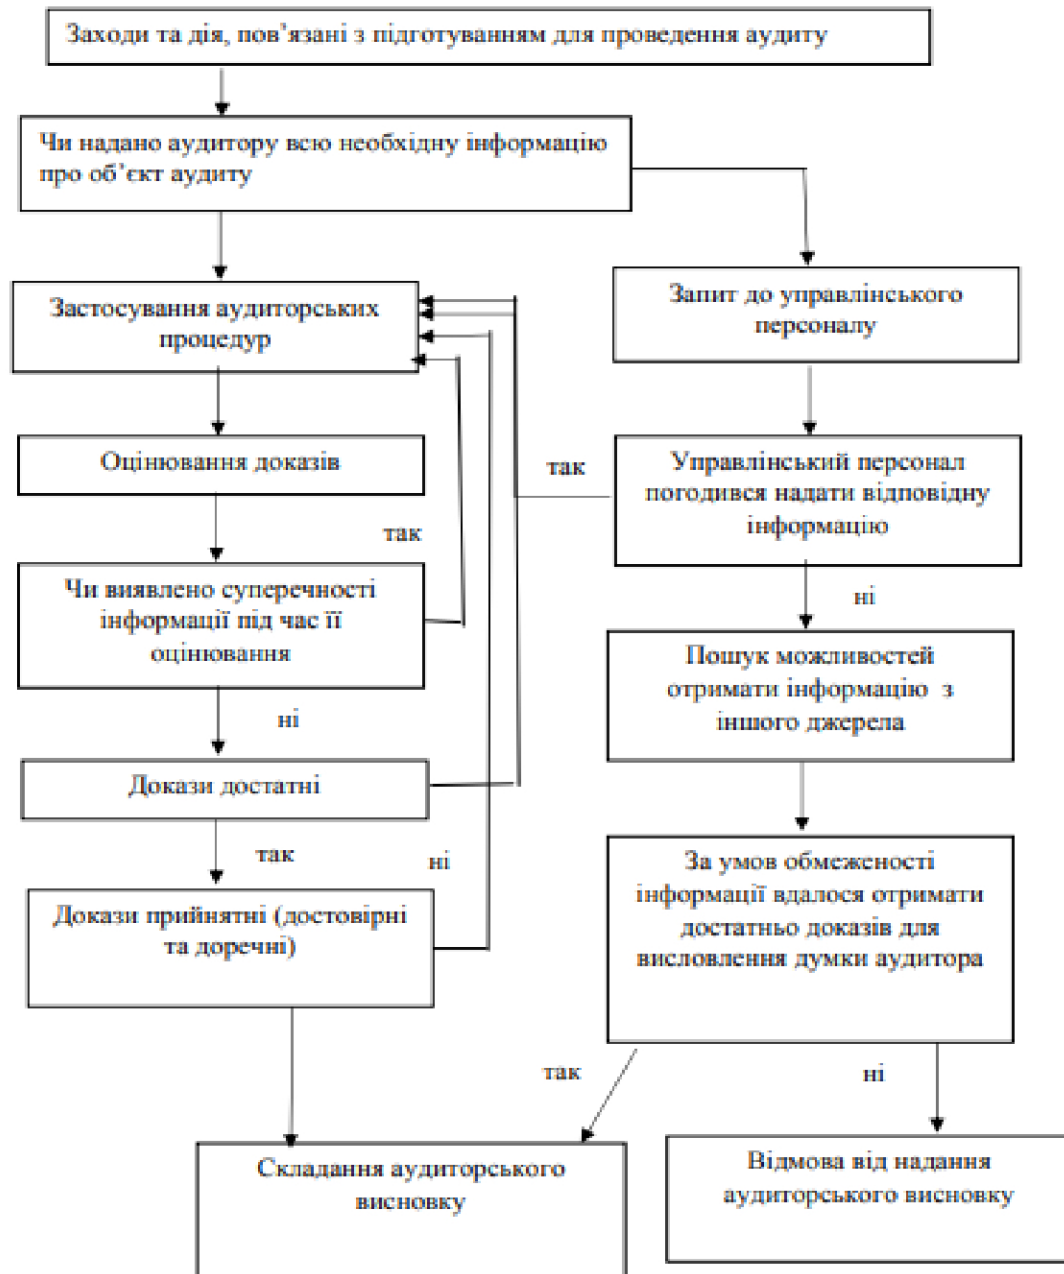 Заходи та дія, пов’язані з підготуванням для проведення аудиту
Чи надано аудитору всю необхідну інформацію
про об’єкт аудиту
Застосування аудиторських
процедур
Запит до управлінського
персоналу
Оцінювання доказів
так
Управлінський персонал
погодився надати відповідну
інформацію
так
Чи виявлено суперечності
інформації під час її
оцінювання
ні
Пошук можливостей
отримати інформацію з
іншого джерела
ні
Докази достатні
так
ні
За умов обмеженості
інформації вдалося отримати
достатньо доказів для
висловлення думки аудитора
Докази прийнятні (достовірні
та доречні)
так
ні
Складання аудиторського
висновку
Відмова від надання
аудиторського висновку